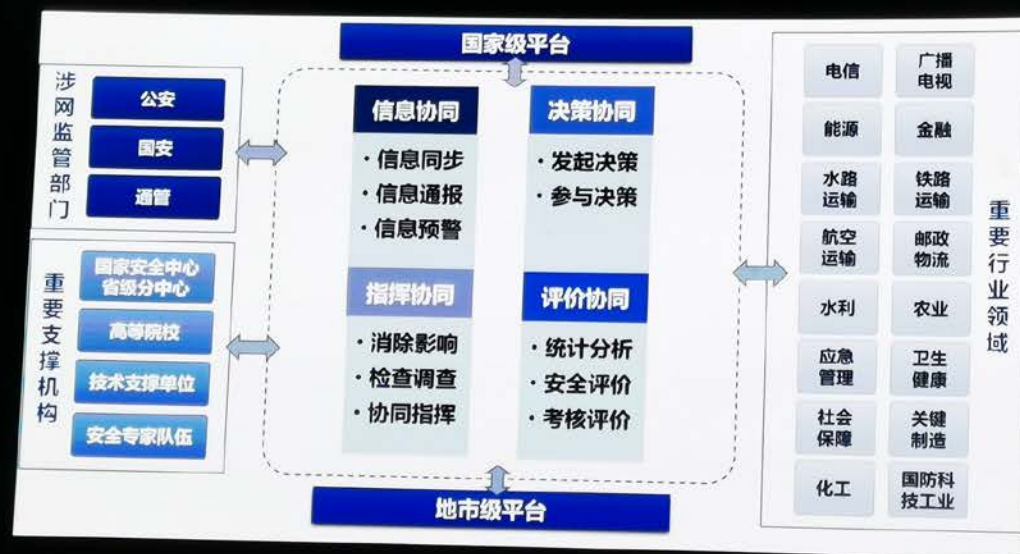 国家级平台
涉网监管部门
公安
国安
通管
重要支撑机构
国家安全中心
省级分中心
高等院校
技术支撑单位
安全专家队伍
信息协同
·信息同步
·信息通报
·信息预警
决策协同
·发起决策
·参与决策
指挥协同
·消除影响
·检查调查
·协同指挥
评价协同
·统计分析
·安全评价
·考核评价
地市级平台
电信
广播
电视
能源
金融
水路
运输
铁路
运输
航空
运输
邮政
物流
水利
农业
应急
管理
卫生
健康
社会
保障
关键
制造
化工
国防科
技工业
重要行业领域